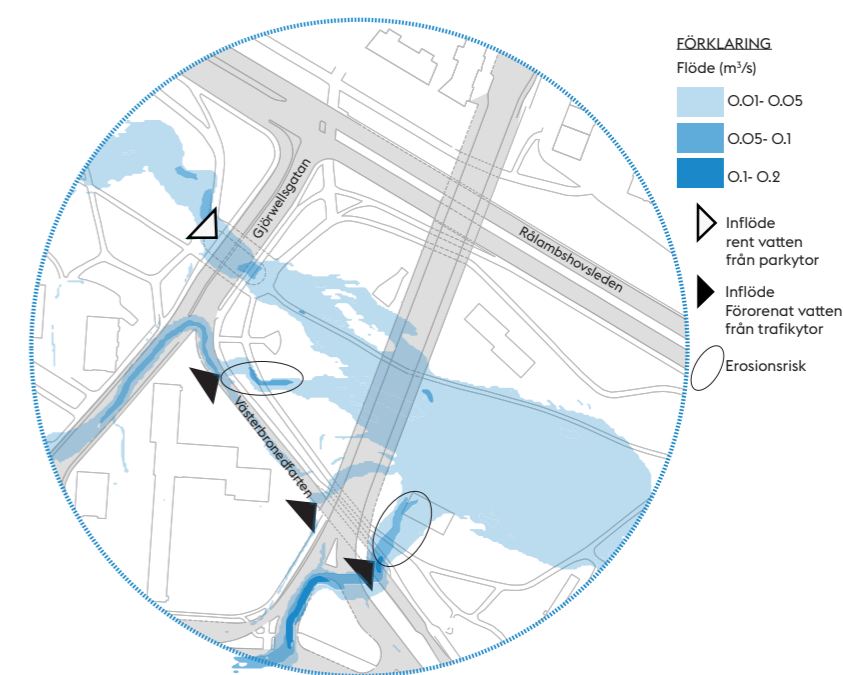 FÖRKLARING
Flöde (m³/s)
0.01- 0.05
0.05- 0.1
0.1- 0.2
Inflöde
rent vatten
från parkytor
Inflöde
Förorenat vatten
från trafikytor
Erosionsrisk
Gjörwellsgatan
Rålambshovsleden
Västerbronedfarten